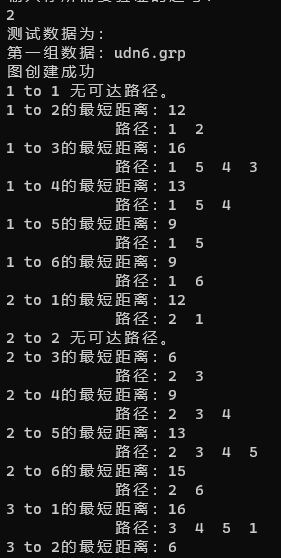 2
测试数据为:
第一组数据: udn6.grp
图创建成功
1 to 1 无可达路径。
1 to 2的最短距离: 12
路径: 1 2
1 to 3的最短距离: 16
路径: 1 5 4 3
1 to 4的最短距离: 13
路径: 1 5 4
1 to 5的最短距离: 9
路径: 1 5
1 to 6的最短距离: 9
路径: 1 6
2 to 1的最短距离: 12
路径: 2 1
2 to 2 无可达路径。
2 to 3的最短距离: 6
路径: 2 3
2 to 4的最短距离: 9
路径: 2 3 4
2 to 5的最短距离: 13
路径: 2 3 4 5
2 to 6的最短距离: 15
路径: 2 6
3 to 1的最短距离: 16
路径: 3 4 5 1
3 to 2的最短距离: 6